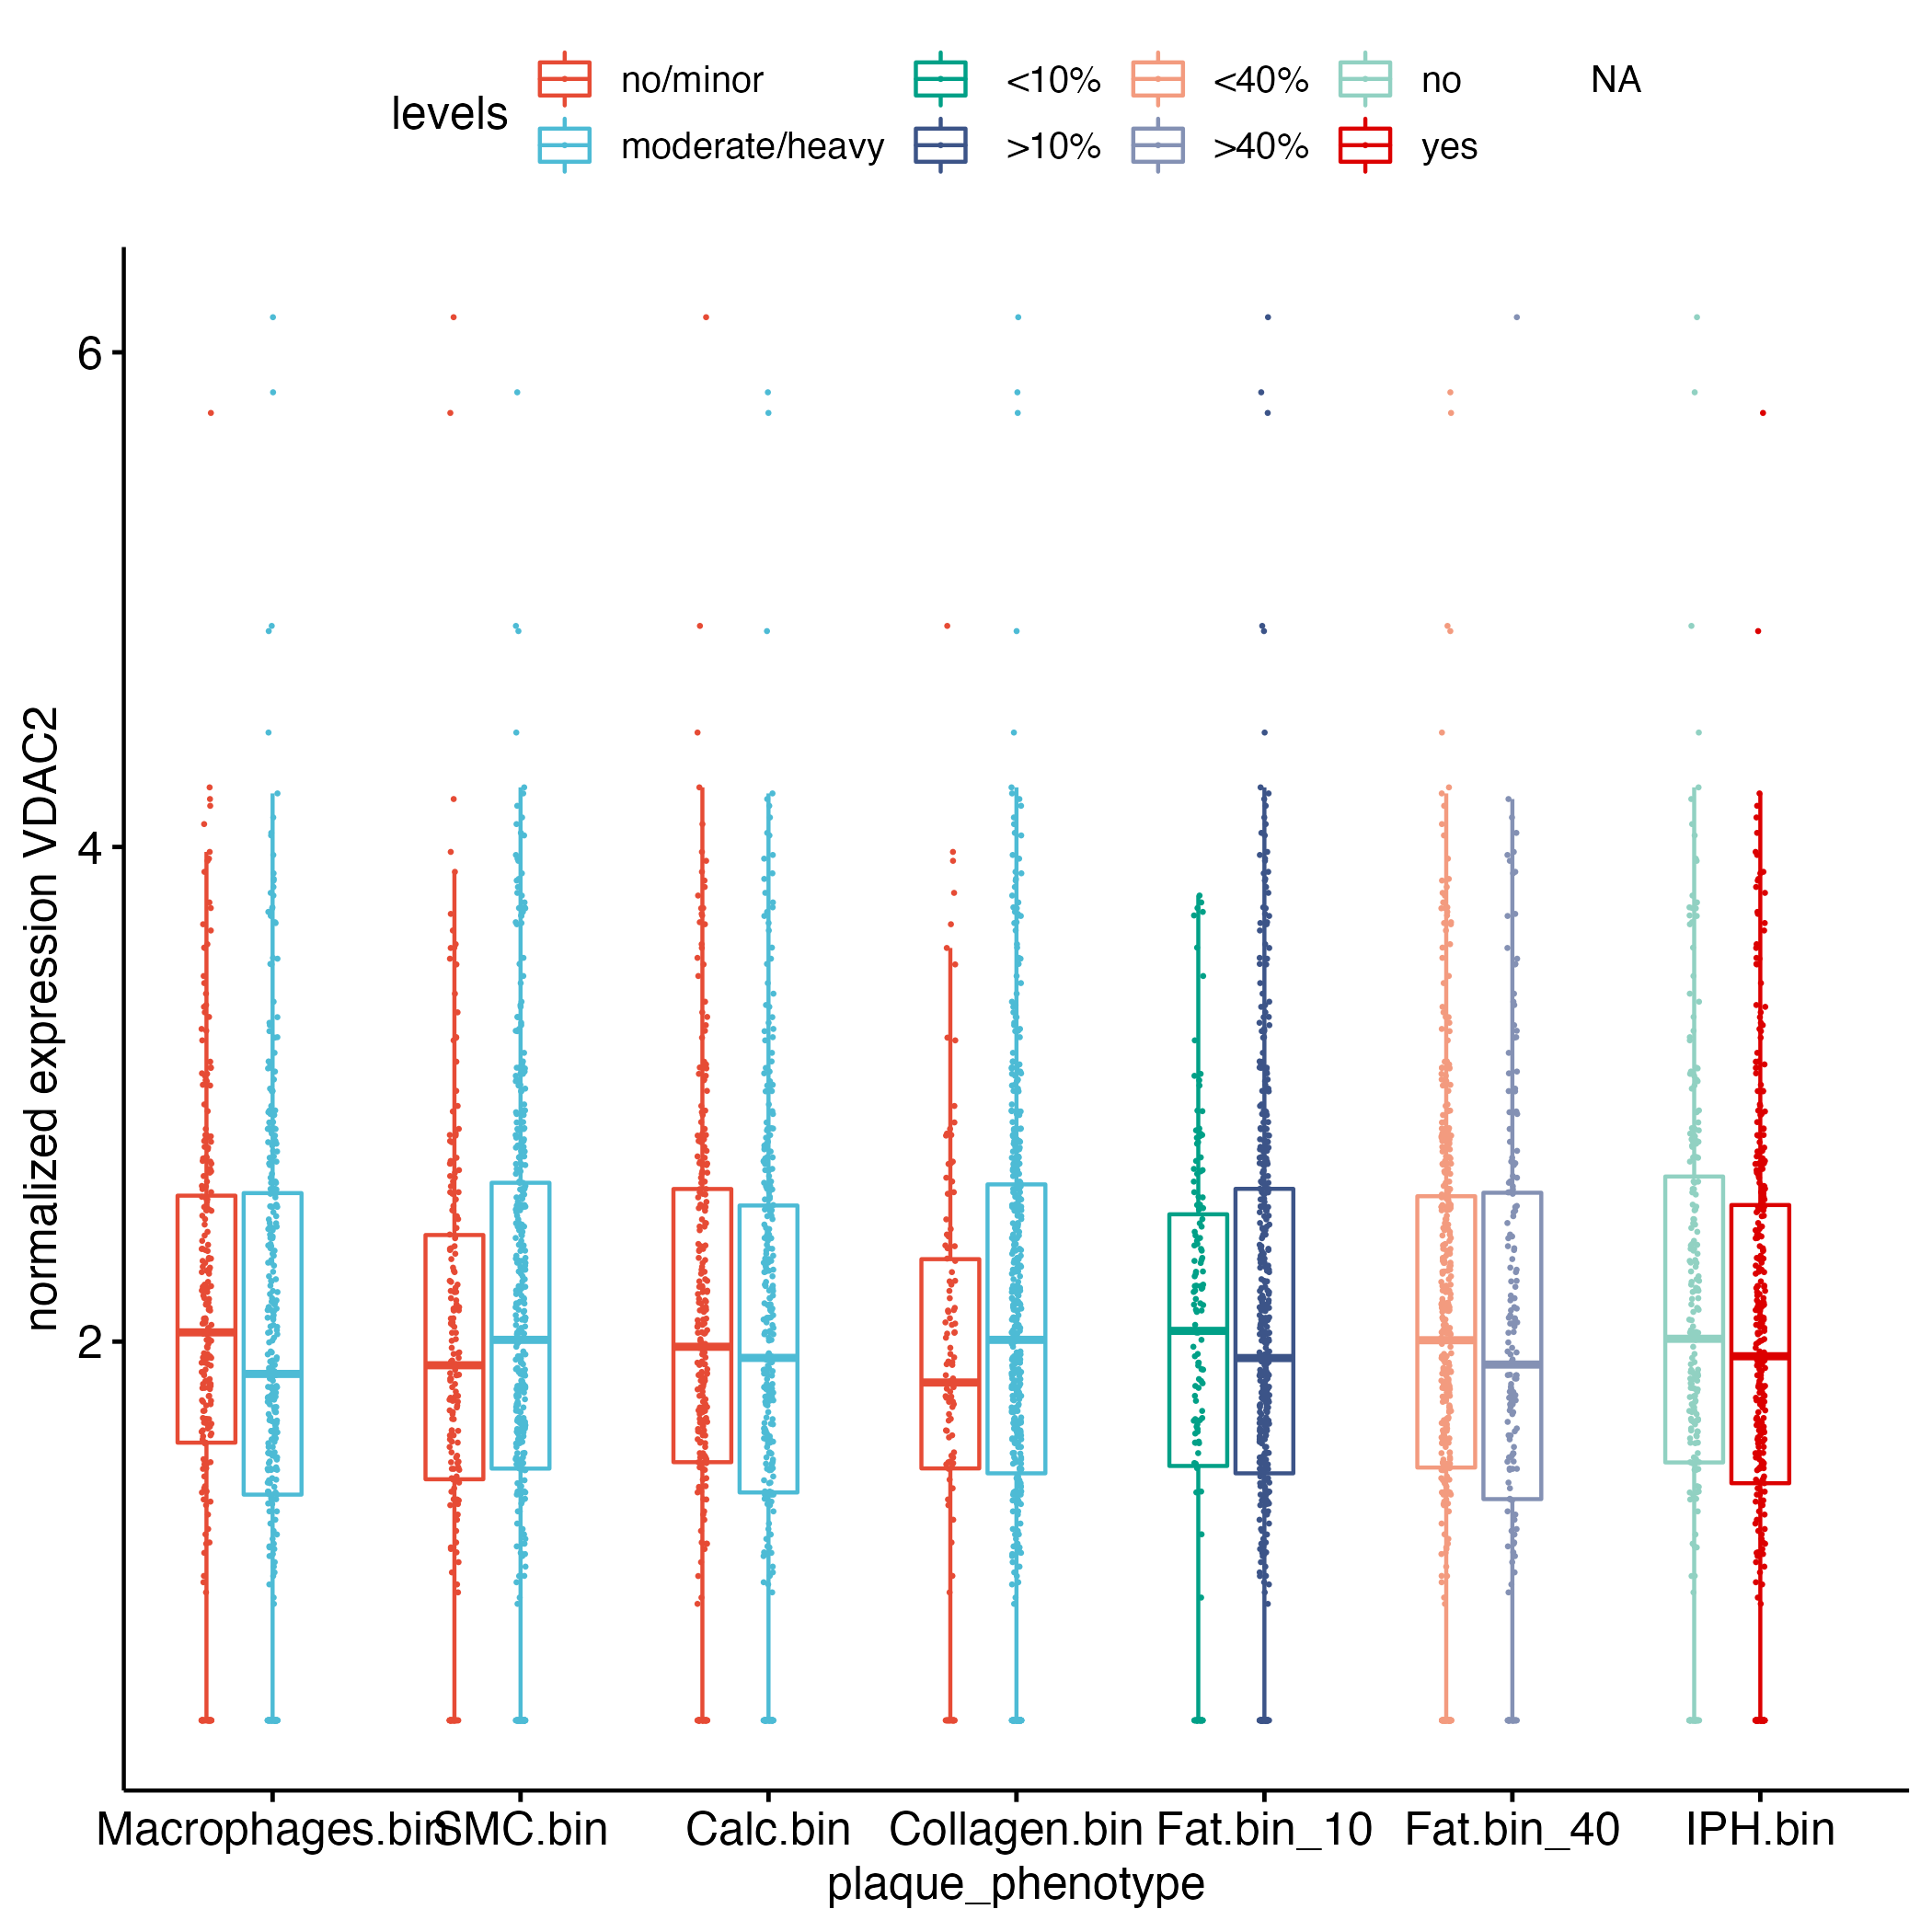 levels
no/minor <10% <40% no NA
moderate/heavy >10% >40% yes
normalized expression VDAC2
6
4
2
Macrophages.bin SMC.bin Calc.bin Collagen.bin Fat.bin_10 Fat.bin_40 IPH.bin
plaque_phenotype